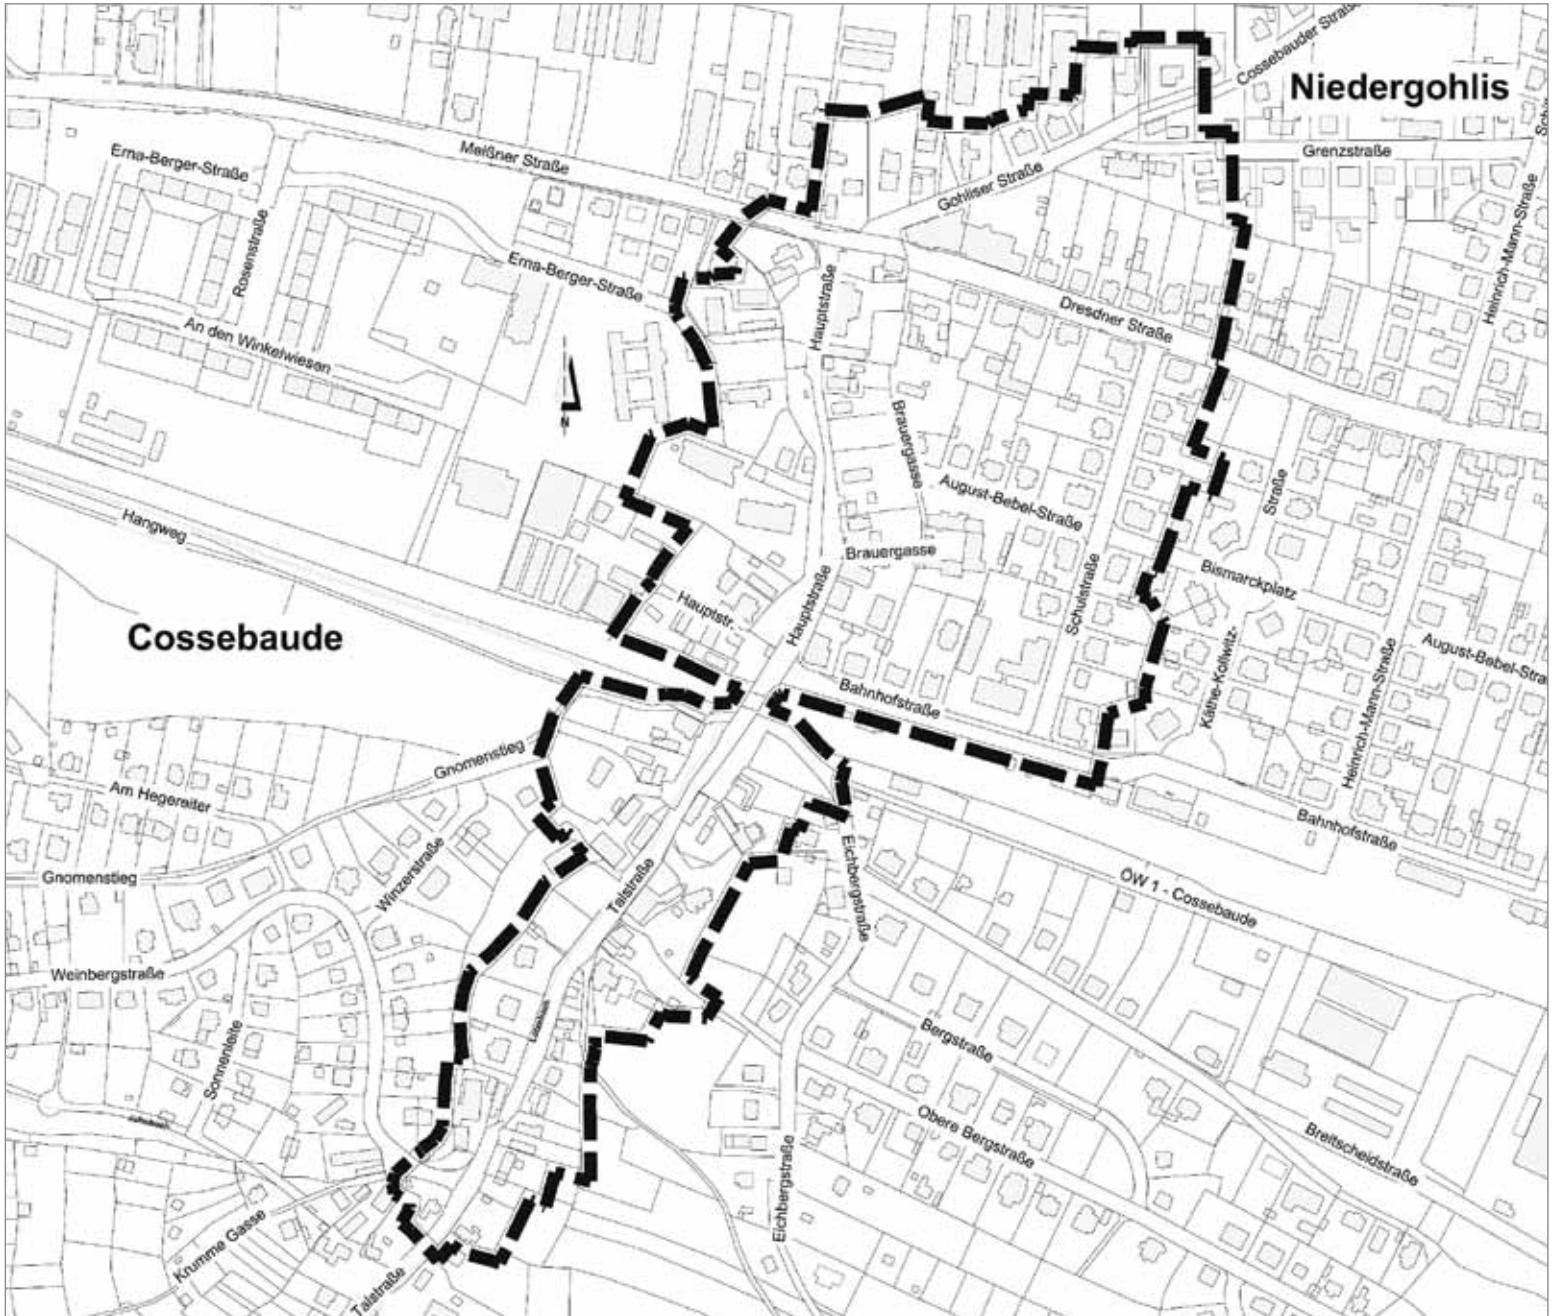 Cossebauder Straße
Niedergohlis
Grenzstraße
Meißner Straße
Erna-Berger-Straße
Gohliser Straße
Heinrich-Mann-Straße
Rosenstraße
Erna-Berger-Straße
Hauptstraße
Dresdner Straße
An den Winkelwiesen
N
Brauergasse
August-Bebel-Straße
Straße
Hangweg
Brauergasse
Bismarckplatz
Hauptstr.
Hauptstraße
Schulstraße
Cossebaude
August-Bebel-Stra
Käthe-Kollwitz-
Heinrich-Mann-Straße
Bahnhofstraße
Gnomenstieg
Am Hegereiter
Bahnhofstraße
Gnomenstieg
Winzerstraße
Talstraße
Eichbergstraße
ÖW 1 - Cossebaude
Weinbergstraße
Sonnenleite
Bergstraße
Obere Bergstraße
Breitscheidstraße
Eichbergstraße
Krumme Gasse
Talstraße